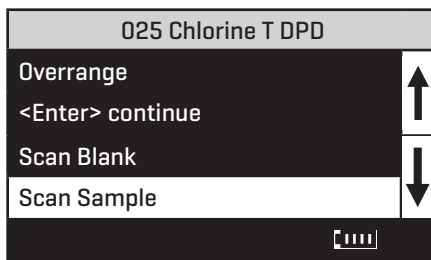 025 Chlorine T DPD
Overrange
<Enter> continue
Scan Blank
Scan Sample